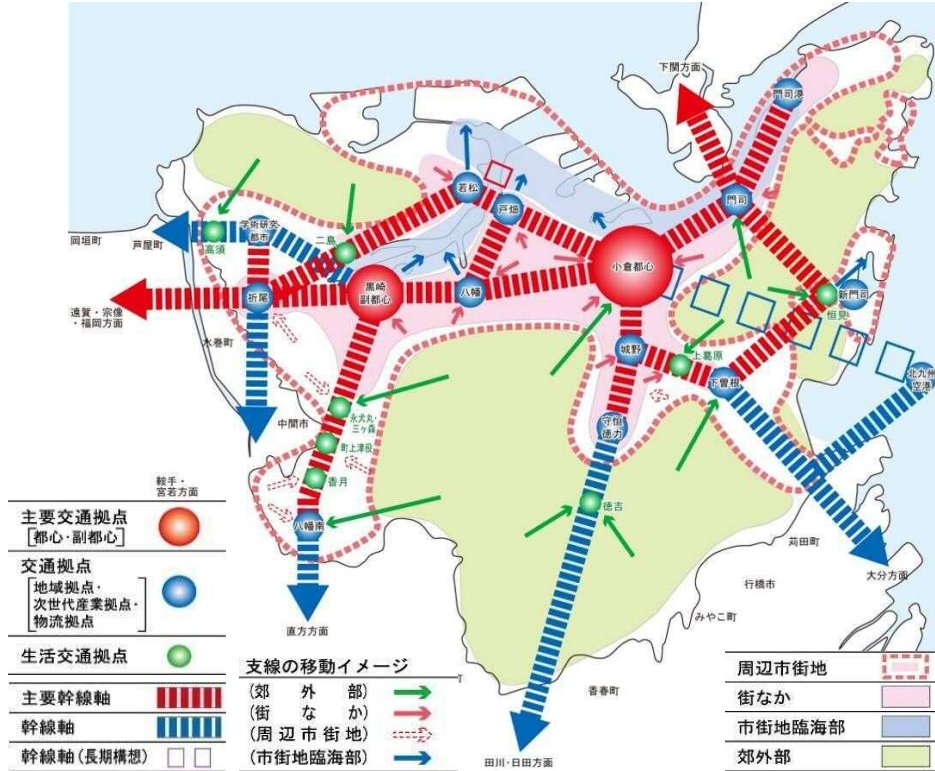 下関方面
門司港
若松
戸畑
門司
岡垣町
芦屋町
高須
学術研究
都市
二島
小倉都心
黒崎
副都心
八幡
折尾
新門司
恒見
遠賀・宗像
・福岡方面
水巻町
城野
上葛原
下曽根
北九州
空港
中間市
永犬丸・
三ヶ森
守恒
徳力
町上津役
香月
徳吉
八幡南
鞍手・
宮若方面
苅田町
大分方面
行橋市
みやこ町
直方方面
香春町
田川・日田方面
主要交通拠点
[都心・副都心]
交通拠点
[地域拠点・
次世代産業拠点・
物流拠点]
生活交通拠点
主要幹線軸
幹線軸
幹線軸(長期構想)
支線の移動イメージ
(郊外部)
(街なか)
(周辺市街地)
(市街地臨海部)
周辺市街地
街なか
市街地臨海部
郊外部